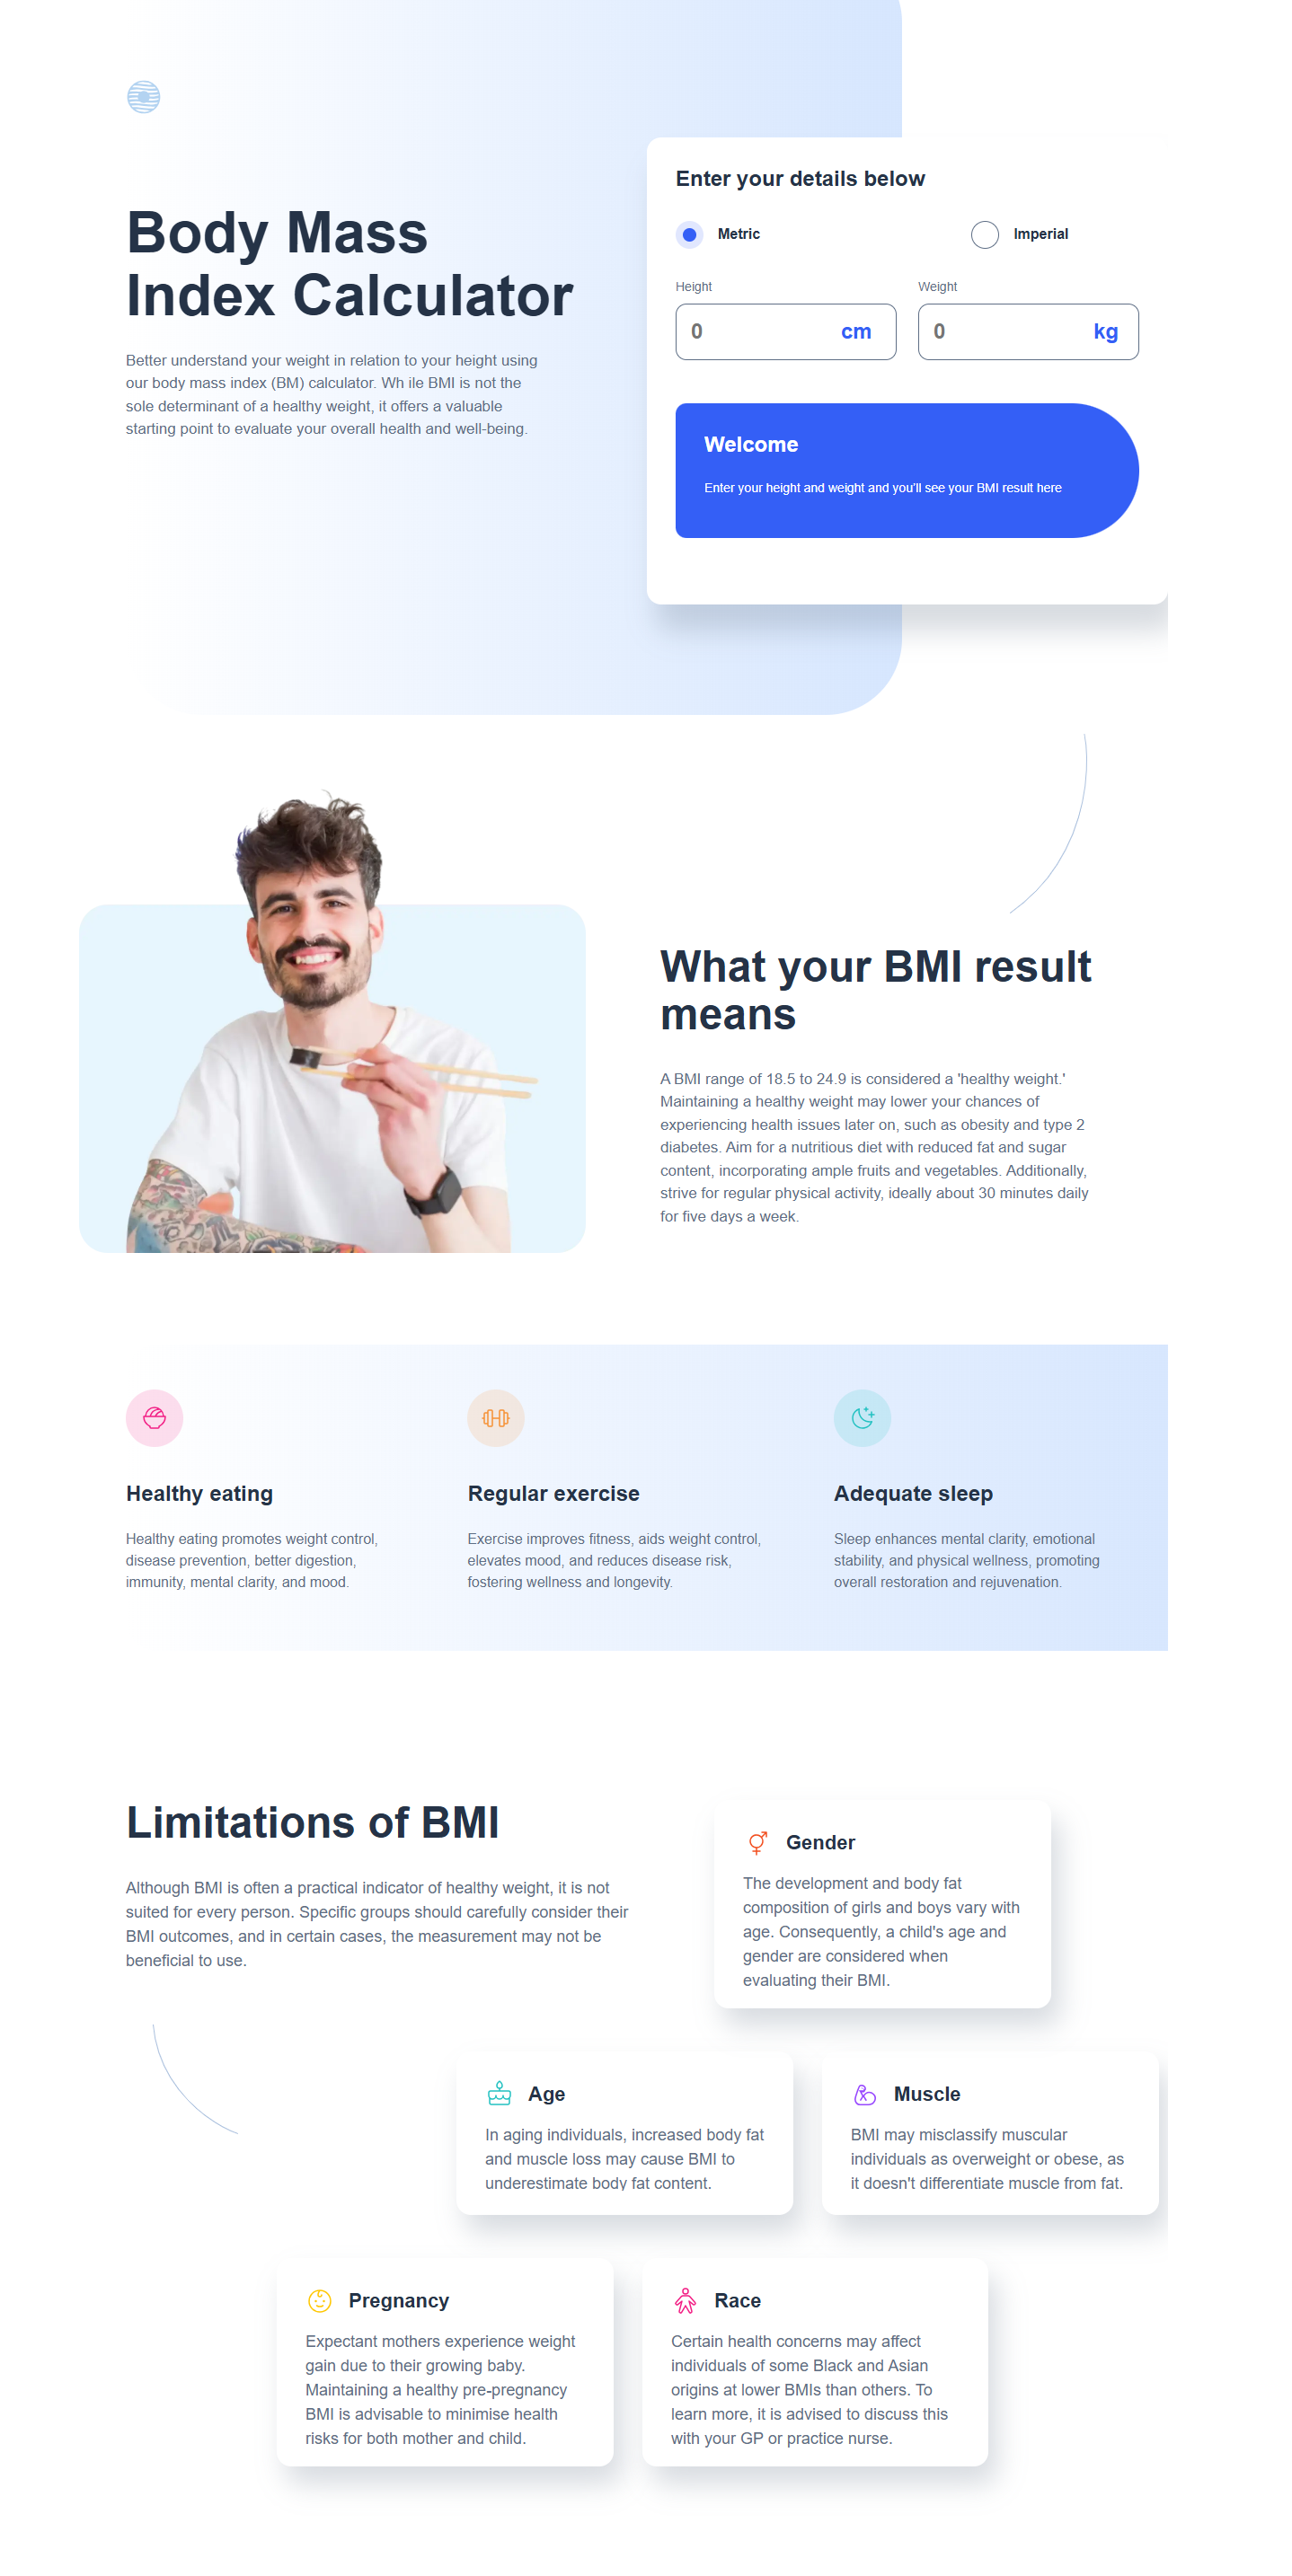 Body Mass
Index Calculator
Better understand your weight in relation to your height using
our body mass index (BM) calculator. Wh ile BMI is not the
sole determinant of a healthy weight, it offers a valuable
starting point to evaluate your overall health and well-being.
Enter your details below
Metric
Imperial
Height
Weight
0 cm
0 kg
Welcome
Enter your height and weight and you'll see your BMI result here
What your BMI result
means
A BMI range of 18.5 to 24.9 is considered a 'healthy weight.'
Maintaining a healthy weight may lower your chances of
experiencing health issues later on, such as obesity and type 2
diabetes. Aim for a nutritious diet with reduced fat and sugar
content, incorporating ample fruits and vegetables. Additionally,
strive for regular physical activity, ideally about 30 minutes daily
for five days a week.
Healthy eating
Healthy eating promotes weight control,
disease prevention, better digestion,
immunity, mental clarity, and mood.
Regular exercise
Exercise improves fitness, aids weight control,
elevates mood, and reduces disease risk,
fostering wellness and longevity.
Adequate sleep
Sleep enhances mental clarity, emotional
stability, and physical wellness, promoting
overall restoration and rejuvenation.
Limitations of BMI
Although BMI is often a practical indicator of healthy weight, it is not
suited for every person. Specific groups should carefully consider their
BMI outcomes, and in certain cases, the measurement may not be
beneficial to use.
Gender
The development and body fat
composition of girls and boys vary with
age. Consequently, a child's age and
gender are considered when
evaluating their BMI.
Age
In aging individuals, increased body fat
and muscle loss may cause BMI to
underestimate body fat content.
Muscle
BMI may misclassify muscular
individuals as overweight or obese, as
it doesn't differentiate muscle from fat.
Pregnancy
Expectant mothers experience weight
gain due to their growing baby.
Maintaining a healthy pre-pregnancy
BMI is advisable to minimise health
risks for both mother and child.
Race
Certain health concerns may affect
individuals of some Black and Asian
origins at lower BMIs than others. To
learn more, it is advised to discuss this
with your GP or practice nurse.